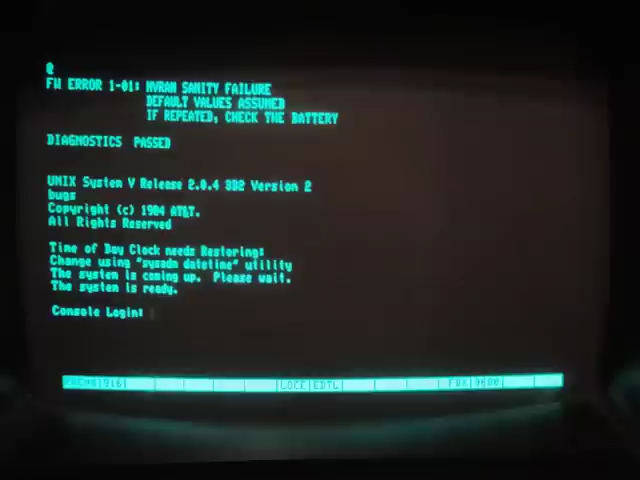 @
FW ERROR 1-01: NVRAM SANITY FAILURE
DEFAULT VALUES ASSUMED
IF REPEATED, CHECK THE BATTERY
DIAGNOSTICS PASSED
UNIX System V Release 2.0.4 3B2 Version 2
bugs
Copyright (c) 1984 AT&T.
All Rights Reserved
Time of Day Clock needs Restoring:
Change using "sysadm datetime" utility
The system is coming up. Please wait.
The system is ready.
Console Login:
LOCK EDTL FDX 9600